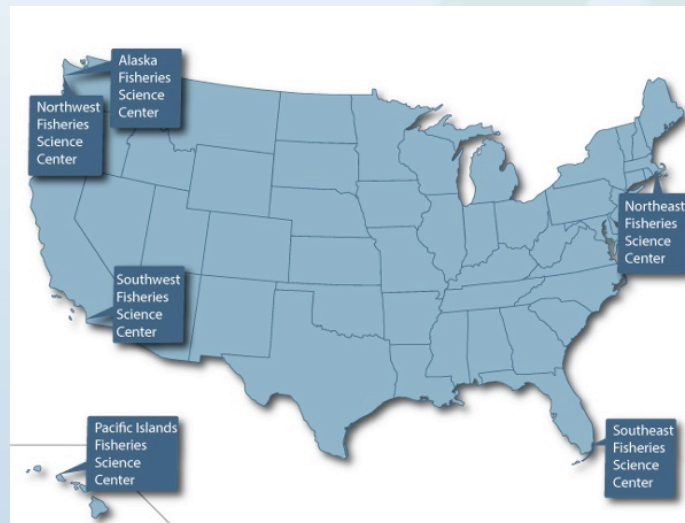 Alaska
Fisheries
Science
Center
Northwest
Fisheries
Science
Center
Northeast
Fisheries
Science
Center
Southwest
Fisheries
Science
Center
Pacific Islands
Fisheries
Science
Center
Southeast
Fisheries
Science
Center